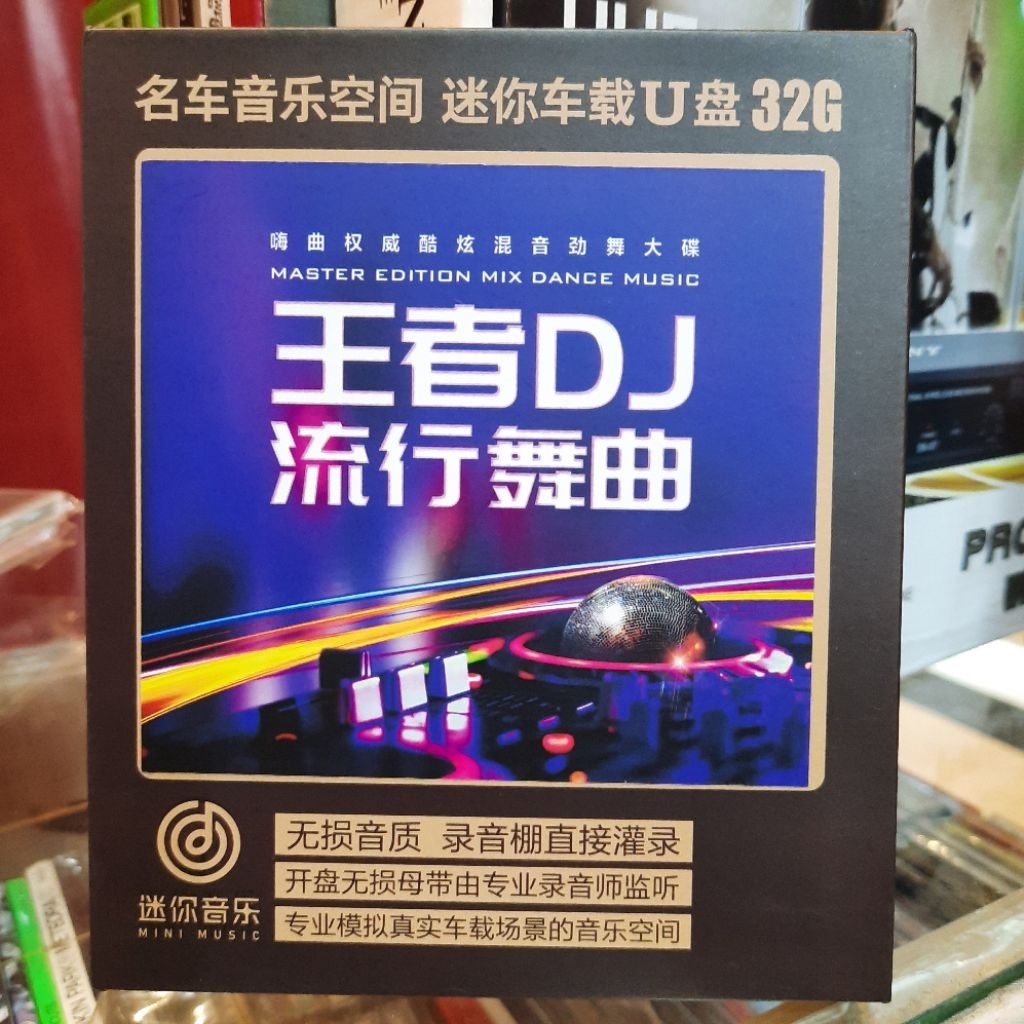 名车音乐空间 迷你车载U盘 32G
嗨曲权威酷炫混音劲舞大碟
MASTER EDITION MIX DANCE MUSIC
王者DJ
流行舞曲
无损音质 录音棚直接灌录
开盘无损母带由专业录音师监听
专业模拟真实车载场景的音乐空间
迷你音乐
MINI MUSIC